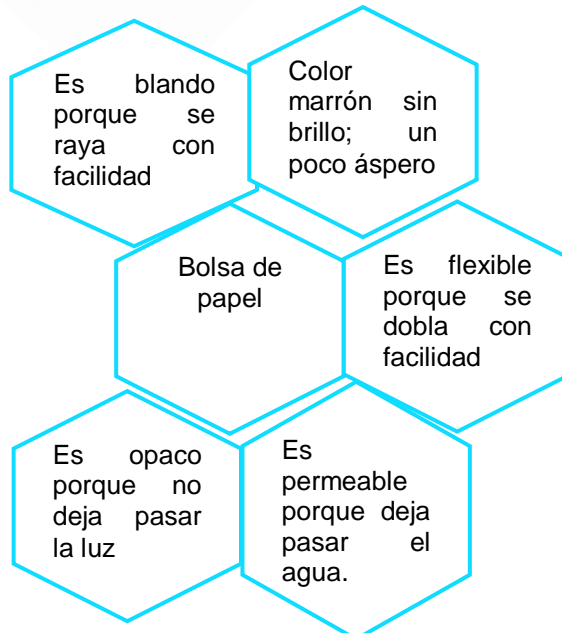 Es blando
porque se
raya con
facilidad
Color
marrón sin
brillo; un
poco áspero
Bolsa de
papel
Es flexible
porque se
dobla con
facilidad
Es opaco
porque no
deja pasar
la luz
Es
permeable
porque deja
pasar el
agua.